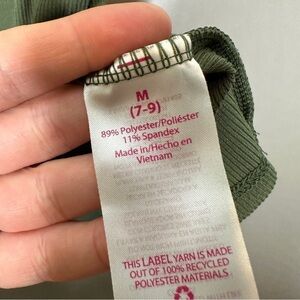 M
(7-9)
89% Polyester/Poliéster
11% Spandex
Made in/Hecho en
Vietnam
THIS LABEL YARN IS MADE
OUT OF 100% RECYCLED
POLYESTER MATERIALS